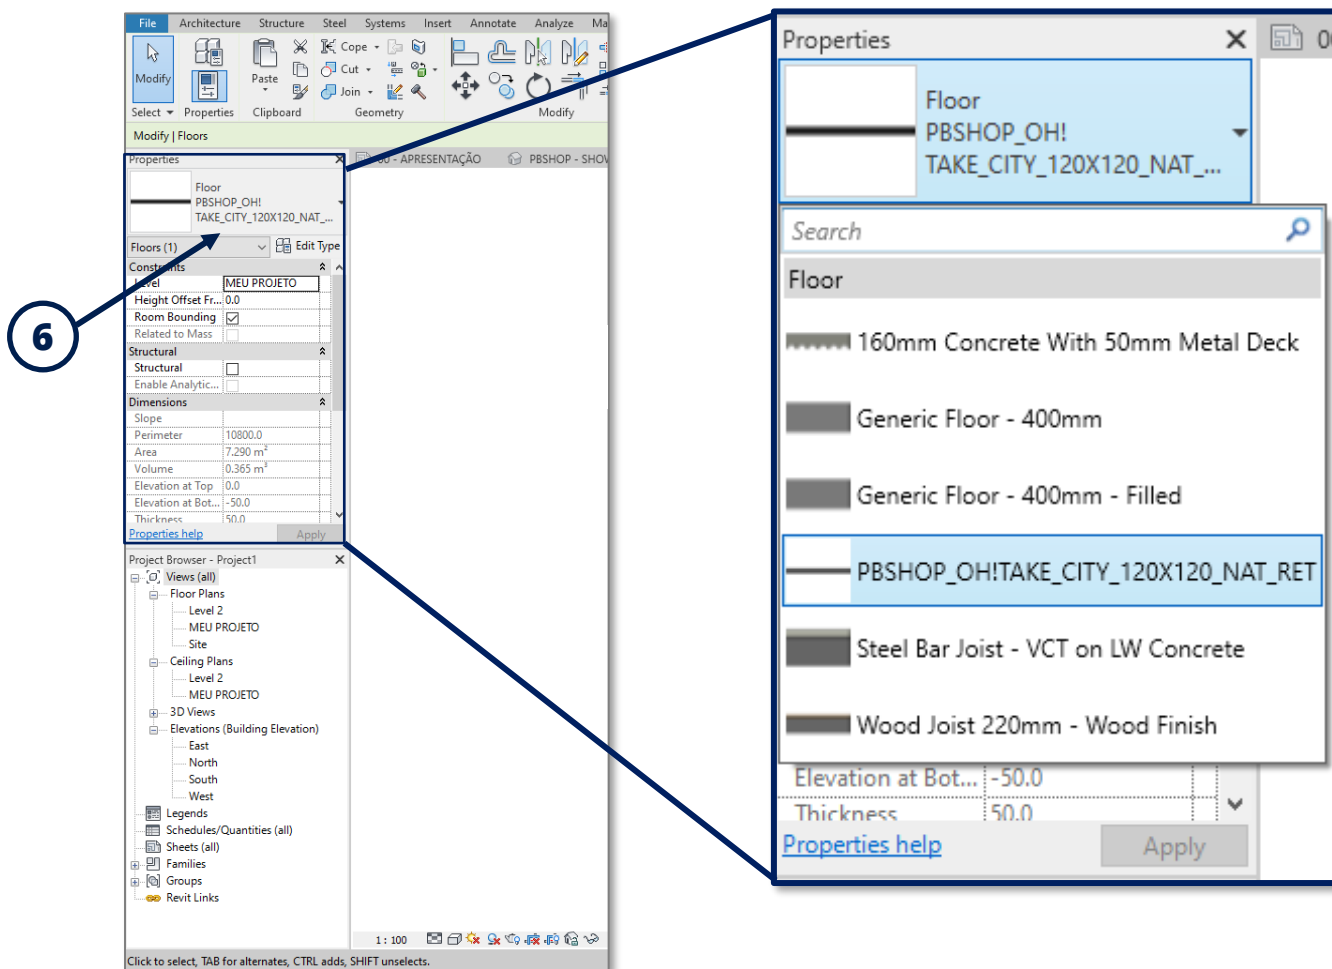 File Architecture Structure Steel Systems Insert Annotate Analyze
Modify
Paste
Cope
Cut
Join
Select Properties Clipboard Geometry Modify
Modify | Floors
Properties
00 - APRESENTAÇÃO
PBSHOP - SHOW
Floor
PBSHOP_OH!
TAKE_CITY_120X120_NAT_...
Floors (1)
Edit Type
Constraints
Level MEU PROJETO
Height Offset Fr... 0.0
Room Bounding
Related to Mass
Structural
Structural
Enable Analytic...
Dimensions
Slope
Perimeter 10800.0
Area 7.290 m²
Volume 0.365 m³
Elevation at Top 0.0
Elevation at Bot... -50.0
Thickness 50.0
Properties help Apply
Project Browser - Project1
Views (all)
Floor Plans
Level 2
MEU PROJETO
Site
Ceiling Plans
Level 2
MEU PROJETO
3D Views
Elevations (Building Elevation)
East
North
South
West
Legends
Schedules/Quantities (all)
Sheets (all)
Families
Groups
Revit Links
1 : 100
Click to select, TAB for alternates, CTRL adds, SHIFT unselects.
6
Properties
Floor
PBSHOP_OH!
TAKE_CITY_120X120_NAT_...
Search
Floor
160mm Concrete With 50mm Metal Deck
Generic Floor - 400mm
Generic Floor - 400mm - Filled
PBSHOP_OH!TAKE_CITY_120X120_NAT_RET
Steel Bar Joist - VCT on LW Concrete
Wood Joist 220mm - Wood Finish
Elevation at Bot... -50.0
Thickness 50.0
Properties help Apply